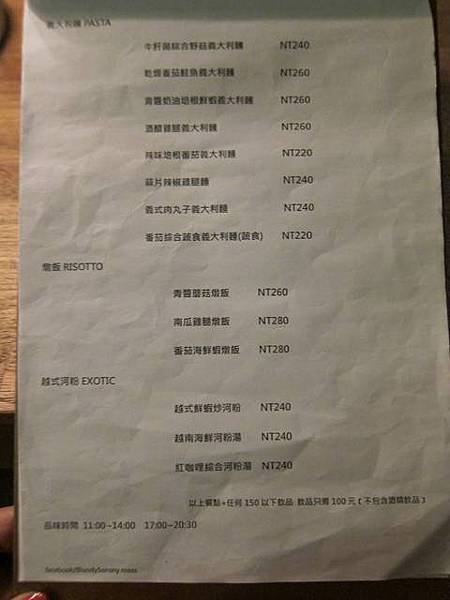 義大利麵 PASTA
牛肝菌綜合野菇義大利麵 NT240
乾煸番茄鮭魚義大利麵 NT260
青醬奶油培根鮮蝦義大利麵 NT260
酒醋雞腿義大利麵 NT260
辣味培根番茄義大利麵 NT220
蒜片辣椒雞腿麵 NT240
義式肉丸子義大利麵 NT240
番茄綜合蔬食義大利麵(蔬食) NT220
燉飯 RISOTTO
青醬蘑菇燉飯 NT260
南瓜雞腿燉飯 NT280
番茄海鮮蝦燉飯 NT280
越式河粉 EXOTIC
越式鮮蝦炒河粉 NT240
越南海鮮河粉湯 NT240
紅咖哩綜合河粉湯 NT240
以上餐點+任何 150 以下飲品 飲品只需 100 元【不包含酒精飲品】
品味時間 11:00~14:00 17:00~20:30